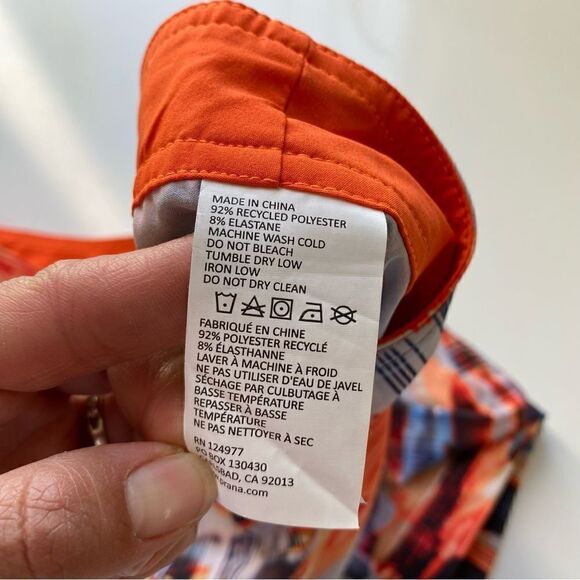 MADE IN CHINA
92% RECYCLED POLYESTER
8% ELASTANE
MACHINE WASH COLD
DO NOT BLEACH
TUMBLE DRY LOW
IRON LOW
DO NOT DRY CLEAN
FABRIQUÉ EN CHINE
92% POLYESTER RECYCLÉ
8% ÉLASTHANNE
LAVER À MACHINE À FROID
NE PAS UTILISER D'EAU DE JAVEL
SÉCHAGE PAR CULBUTAGE À
BASSE TEMPÉRATURE
REPASSER À BASSE
TEMPÉRATURE
NE PAS NETTOYER À SEC
RN 124977
PO BOX 130430
CA 92013